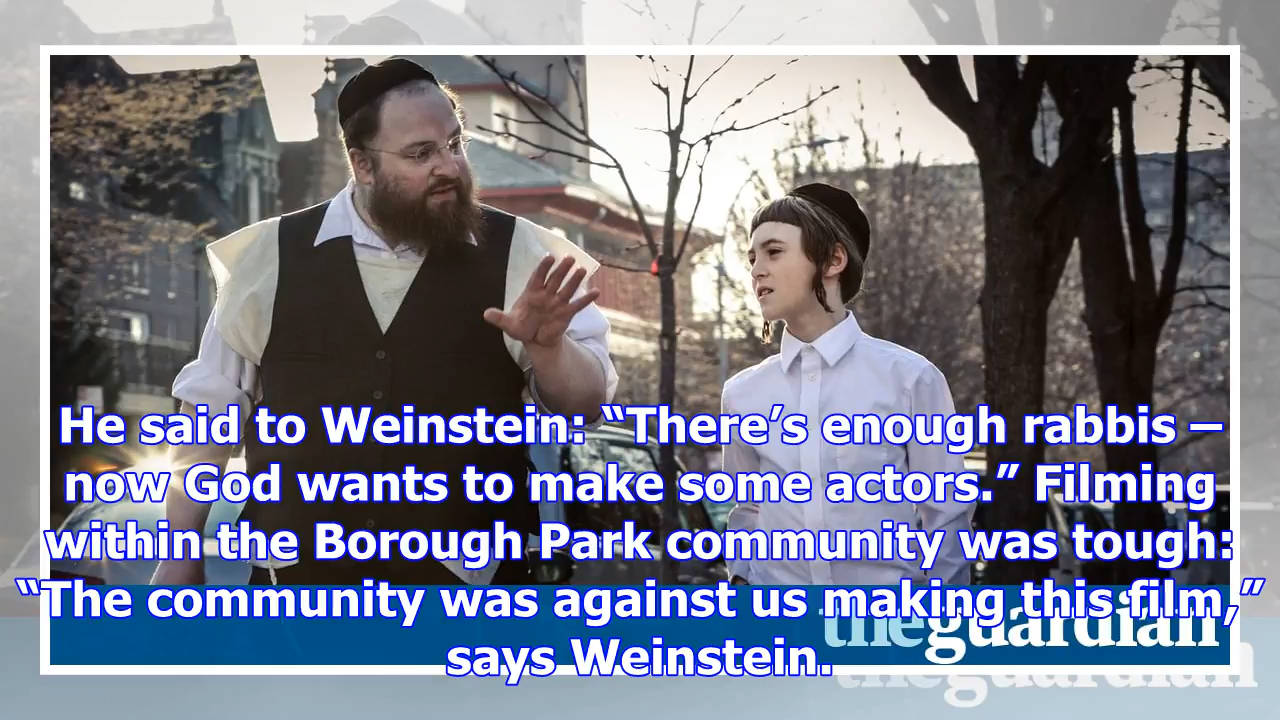 He said to Weinstein: “There’s enough rabbis –
now God wants to make some actors.” Filming
within the Borough Park community was tough:
“The community was against us making this film,”
says Weinstein.
theguardian
theguardian